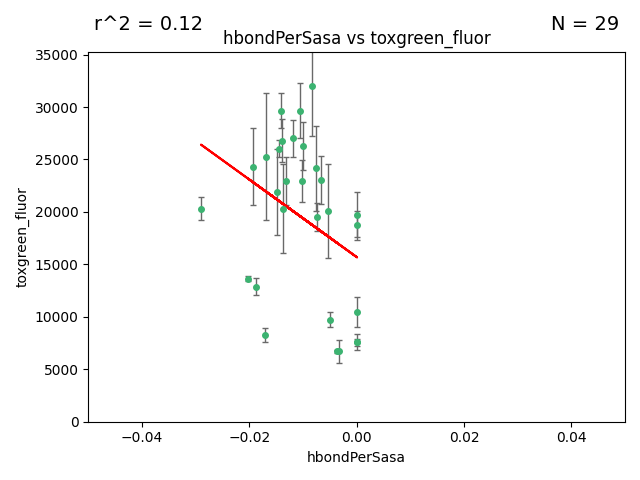 r^2 = 0.12
N = 29
hbondPerSasa vs toxgreen_fluor
35000
30000
25000
20000
15000
10000
5000
0
toxgreen_fluor
−0.04
−0.02
0.00
0.02
0.04
hbondPerSasa